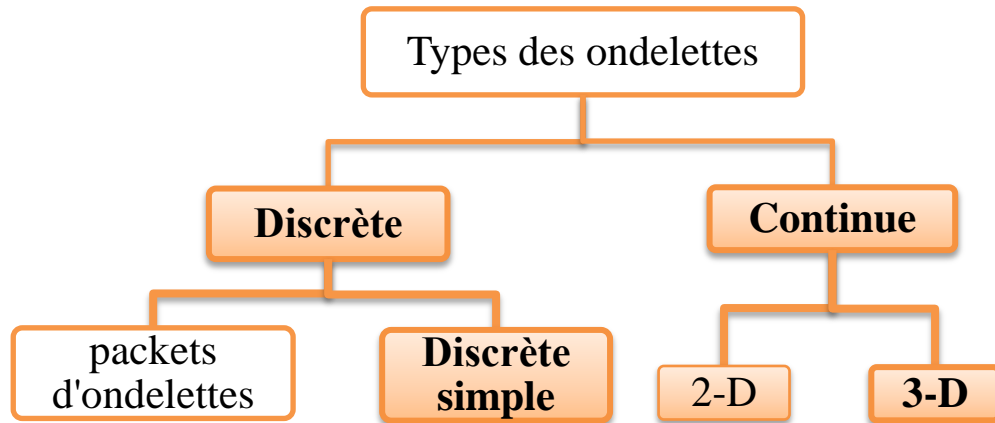 Types des ondelettes
Discrète
Continue
packets
d'ondelettes
Discrète
simple
2-D
3-D